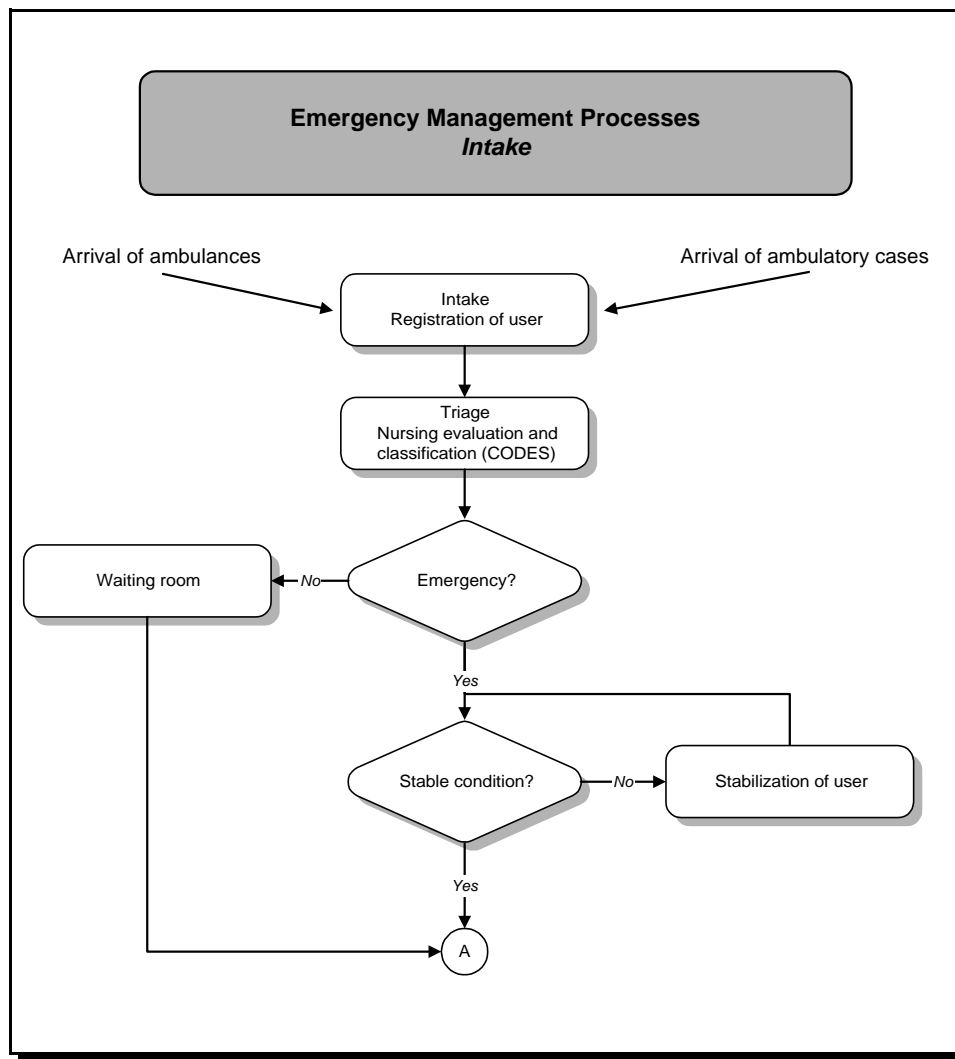 Emergency Management Processes
Intake
Arrival of ambulances
Arrival of ambulatory cases
Intake
Registration of user
Triage
Nursing evaluation and
classification (CODES)
Emergency?
No
Waiting room
Yes
Stable condition?
No
Stabilization of user
Yes
A